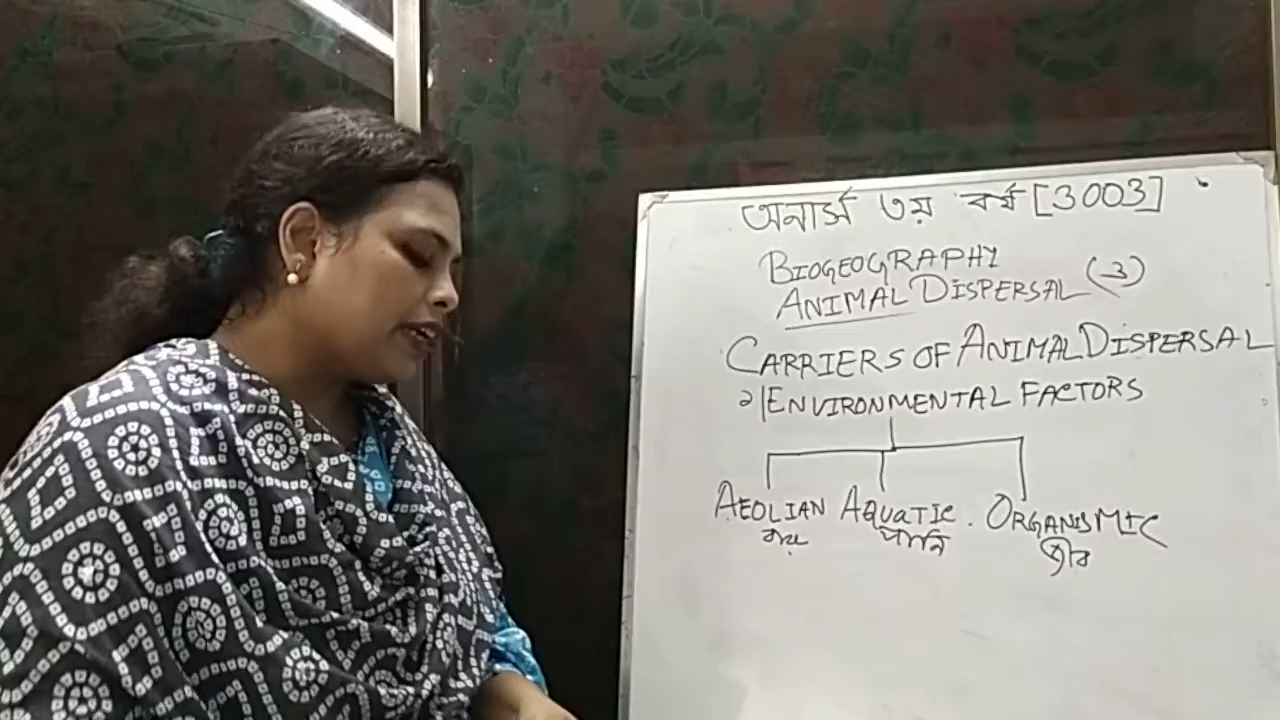 অনার্স ৩য় বর্ষ [3003]
BIOGEOGRAPHY
ANIMAL DISPERSAL (3)
CARRIERS OF ANIMAL DISPERSAL
২| ENVIRONMENTAL FACTORS
AEOLIAN AQUATIC . ORGANISMIC
বায়ু পানি জীব